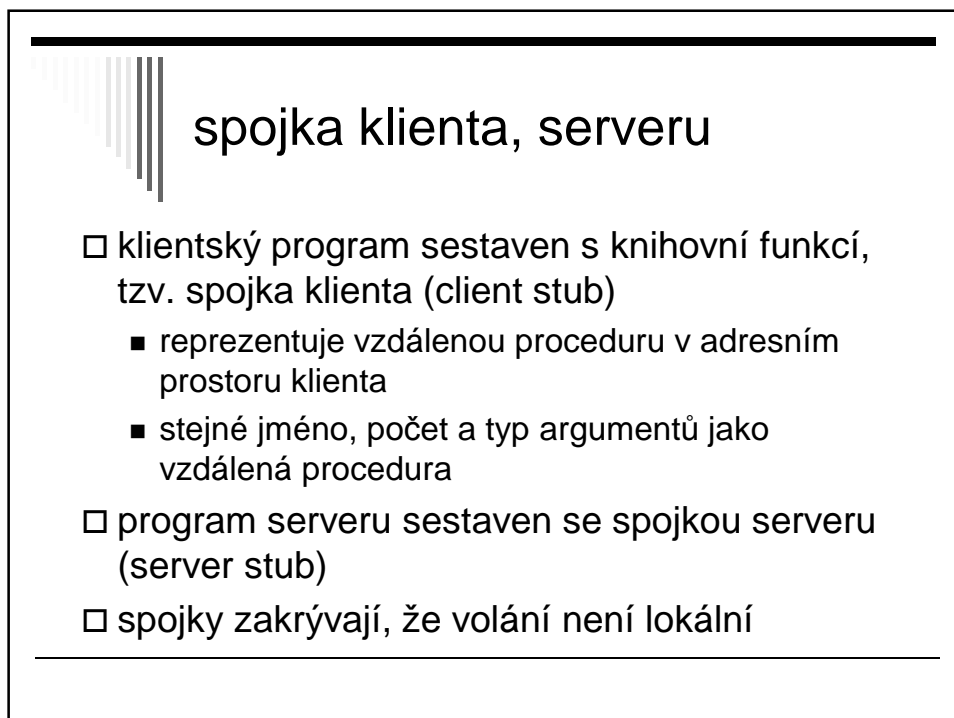 spojka klienta, serveru
klientský program sestaven s knihovní funkcí,
tzv. spojka klienta (client stub)
reprezentuje vzdálenou proceduru v adresním
prostoru klienta
stejné jméno, počet a typ argumentů jako
vzdálená procedura
program serveru sestaven se spojkou serveru
(server stub)
spojky zakrývají, že volání není lokální